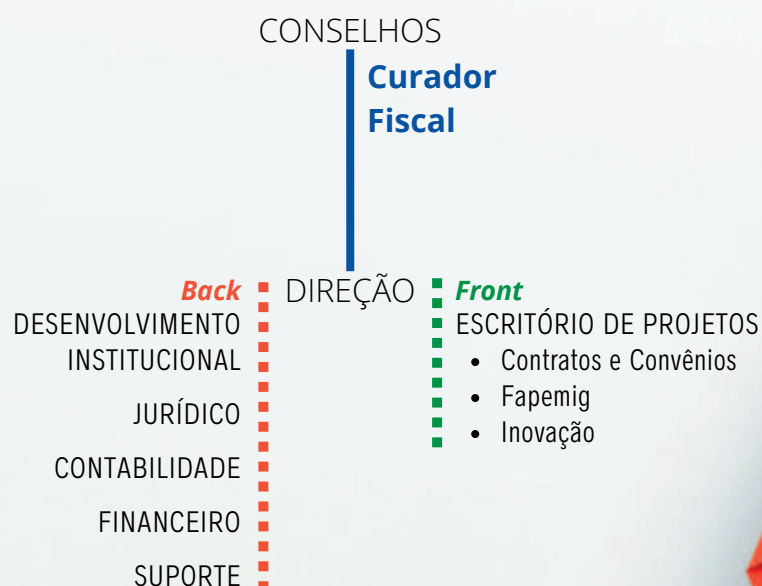 CONSELHOS
Curador
Fiscal
DIREÇÃO
Back
DESENVOLVIMENTO
INSTITUCIONAL
JURÍDICO
CONTABILIDADE
FINANCEIRO
SUPORTE
Front
ESCRITÓRIO DE PROJETOS
• Contratos e Convênios
• Fapemig
• Inovação